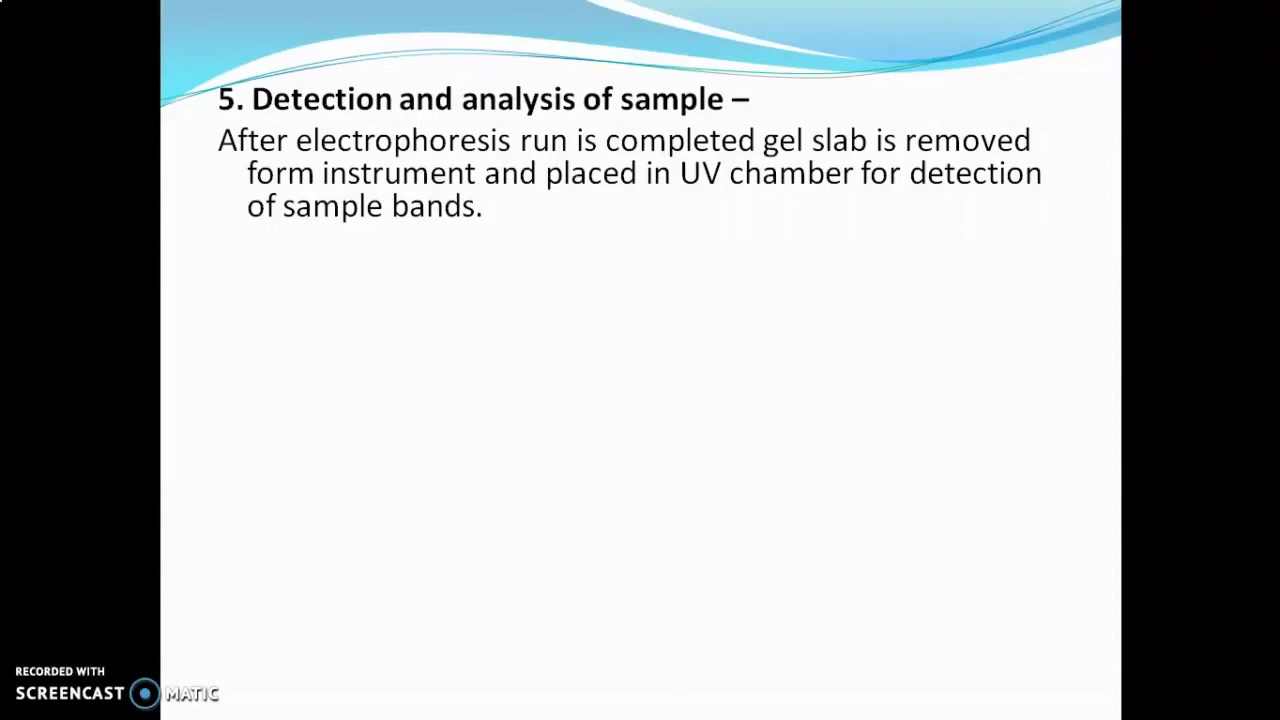 5. Detection and analysis of sample –
After electrophoresis run is completed gel slab is removed
form instrument and placed in UV chamber for detection
of sample bands.
RECORDED WITH
SCREENCAST MATIC